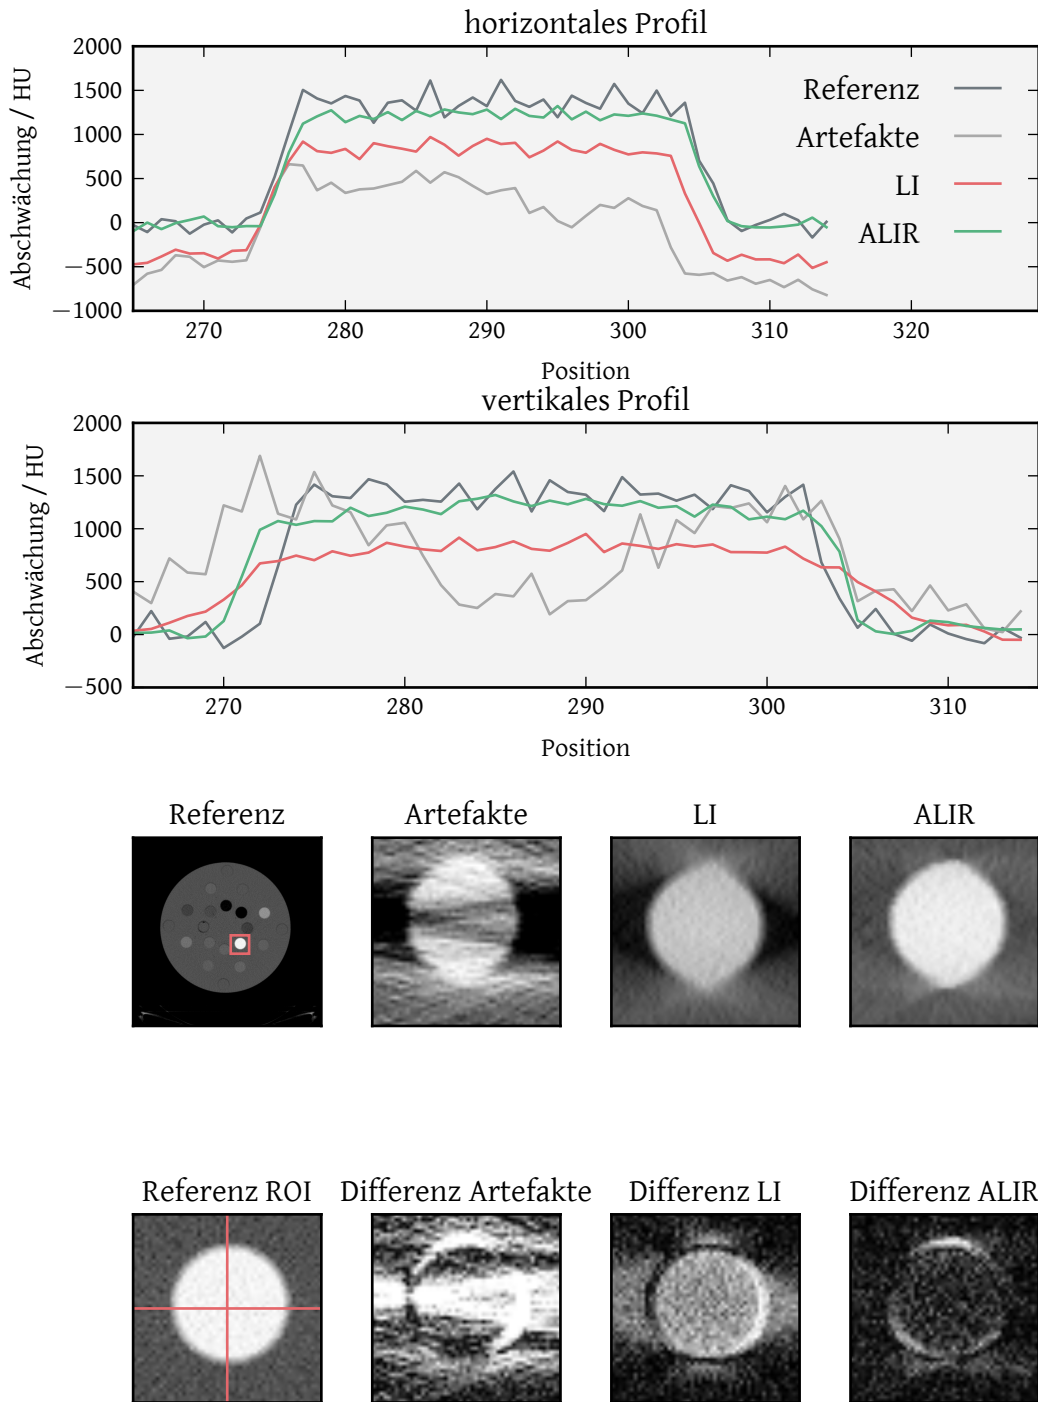 horizontales Profil
2000
1500
1000
500
0
−500
−1000
Abschwächung / HU
Referenz
Artefakte
LI
ALIR
270 280 290 300 310 320
Position
vertikales Profil
2000
1500
1000
500
0
−500
Abschwächung / HU
270 280 290 300 310
Position
Referenz Artefakte LI ALIR
Referenz ROI Differenz Artefakte Differenz LI Differenz ALIR